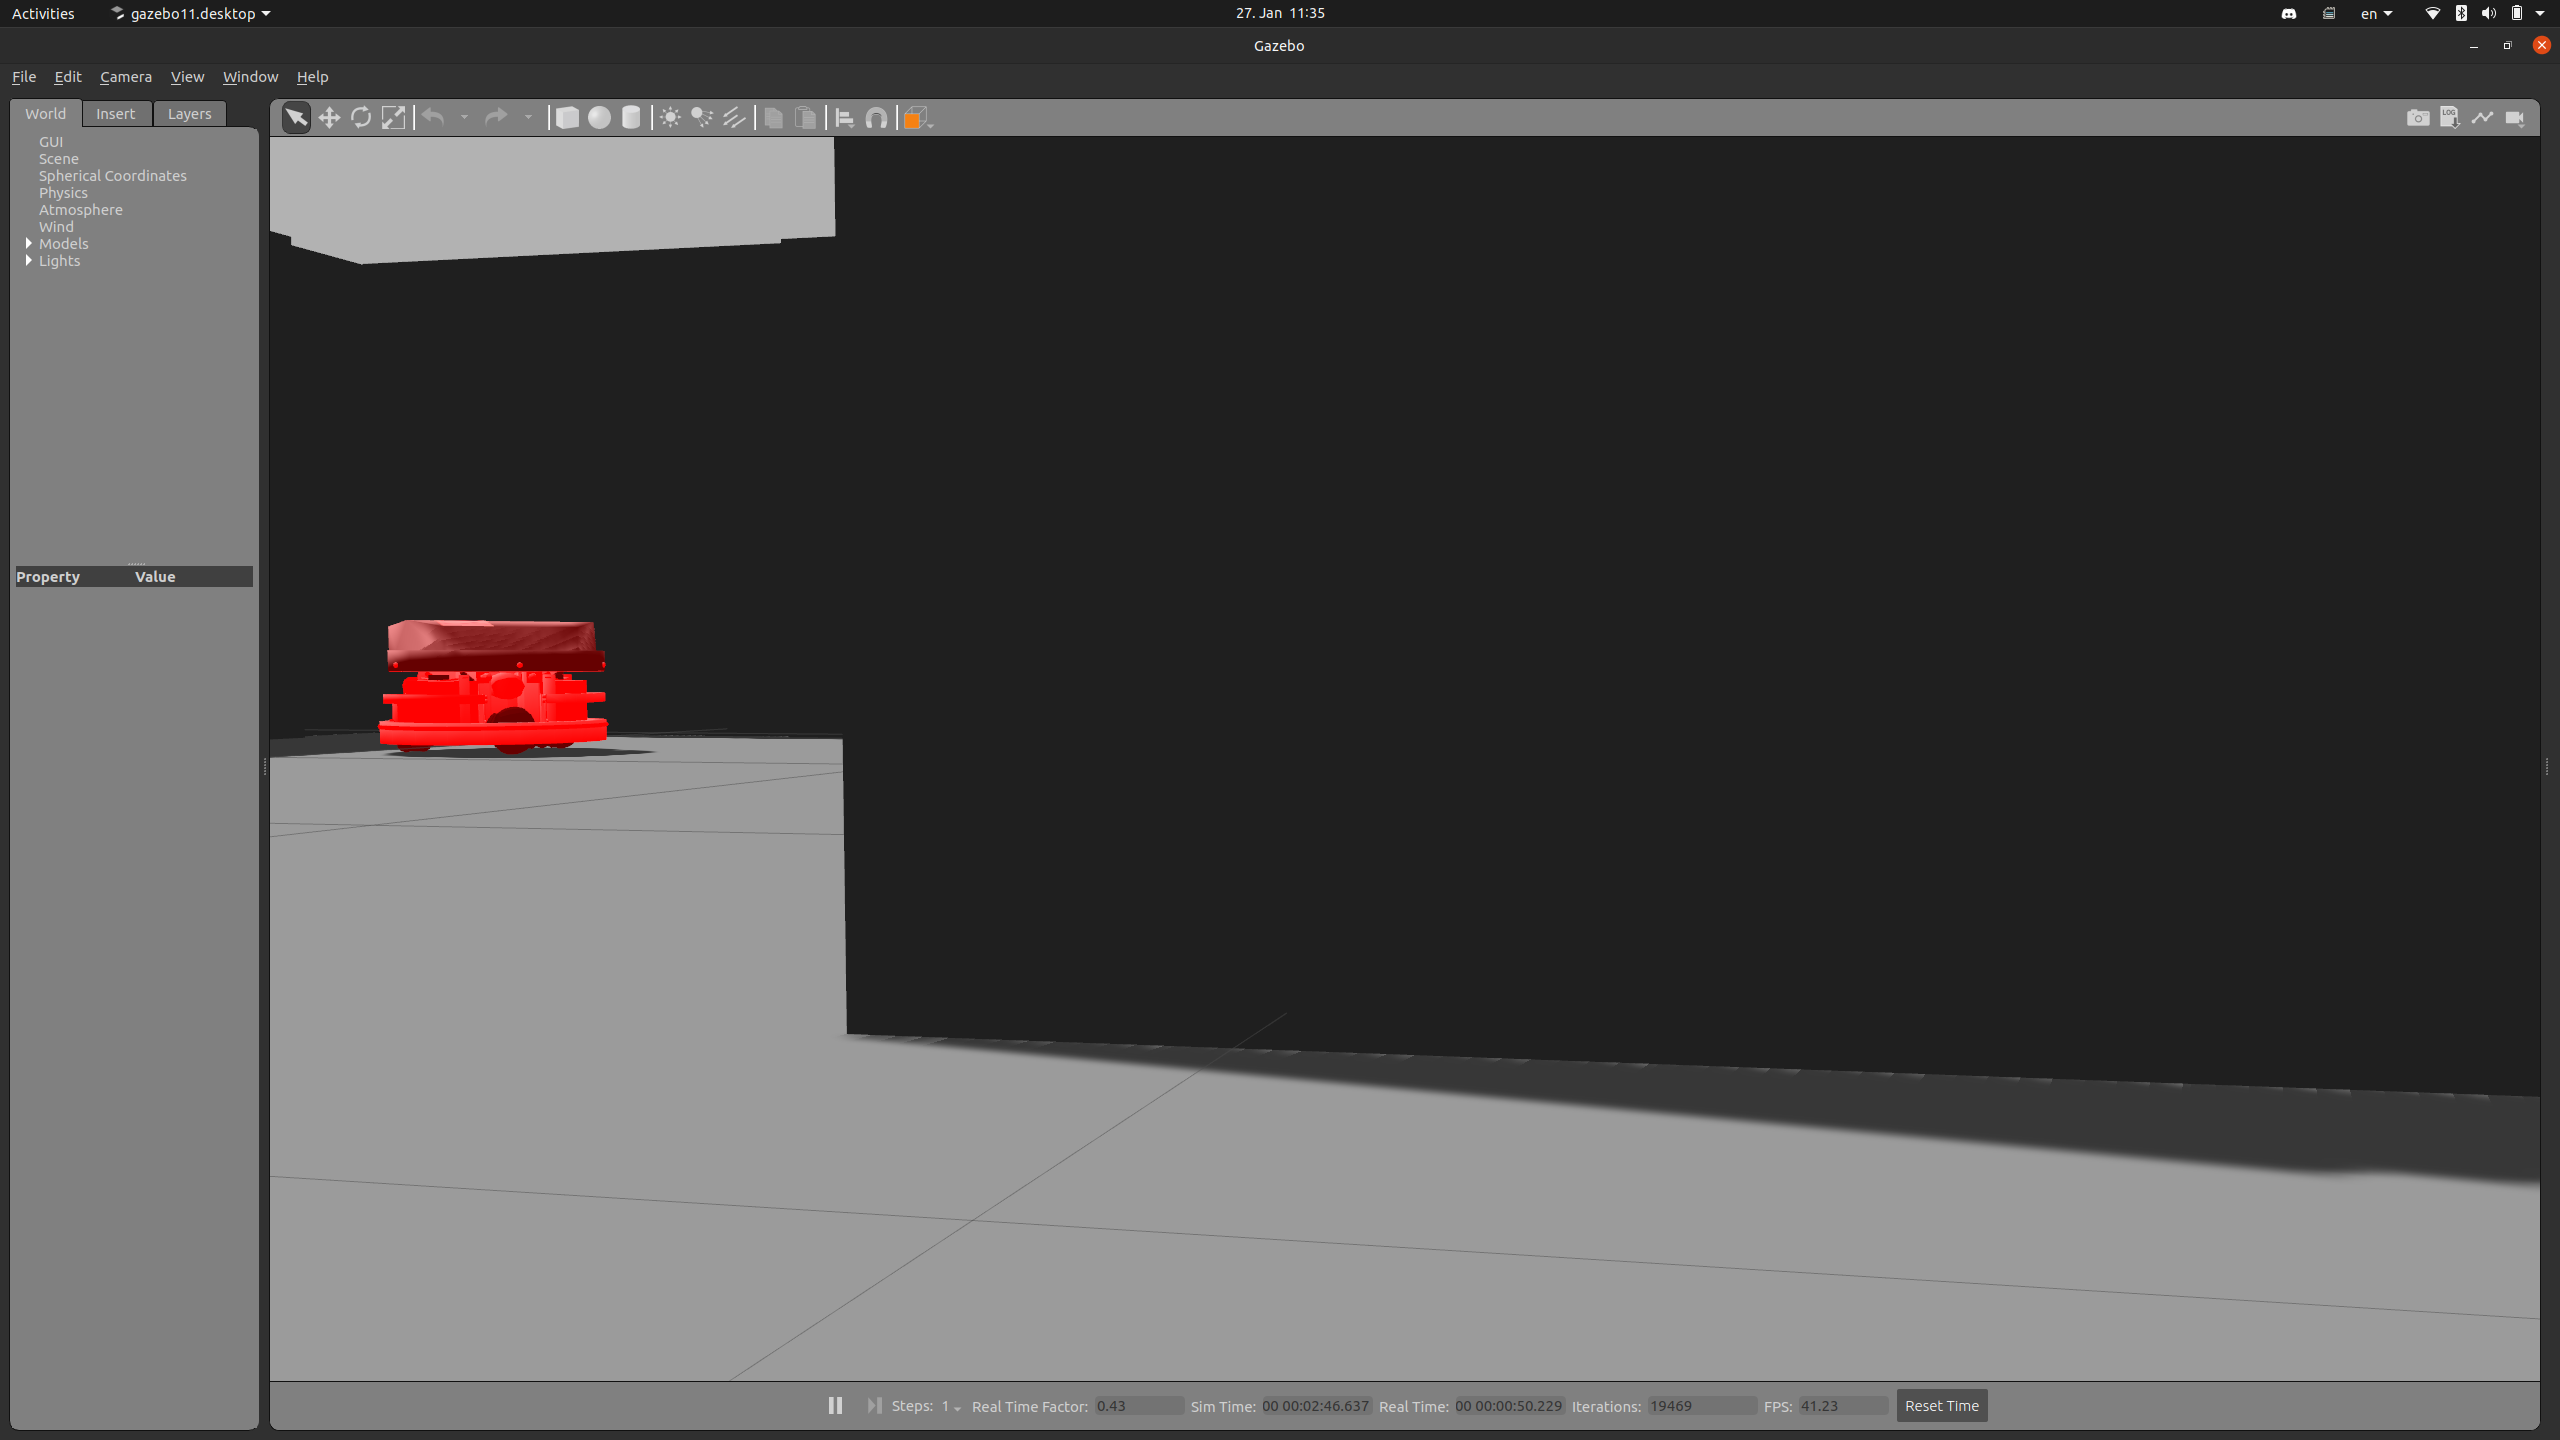 Activities gazebo11.desktop 27. Jan 11:35 en
Gazebo
File Edit Camera View Window Help
World Insert Layers
LOG
GUI
Scene
Spherical Coordinates
Physics
Atmosphere
Wind
Models
Lights
Property Value
Steps: 1 Real Time Factor: 0.43 Sim Time: 00 00:02:46.637 Real Time: 00 00:00:50.229 Iterations: 19469 FPS: 41.23 Reset Time